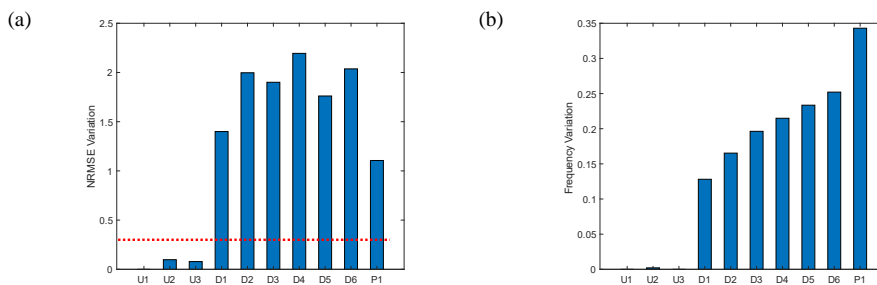 (a)
2.5
2
1.5
1
0.5
0
NRMSE Variation
U1 U2 U3 D1 D2 D3 D4 D5 D6 P1
(b)
0.35
0.3
0.25
0.2
0.15
0.1
0.05
0
Frequency Variation
U1 U2 U3 D1 D2 D3 D4 D5 D6 P1